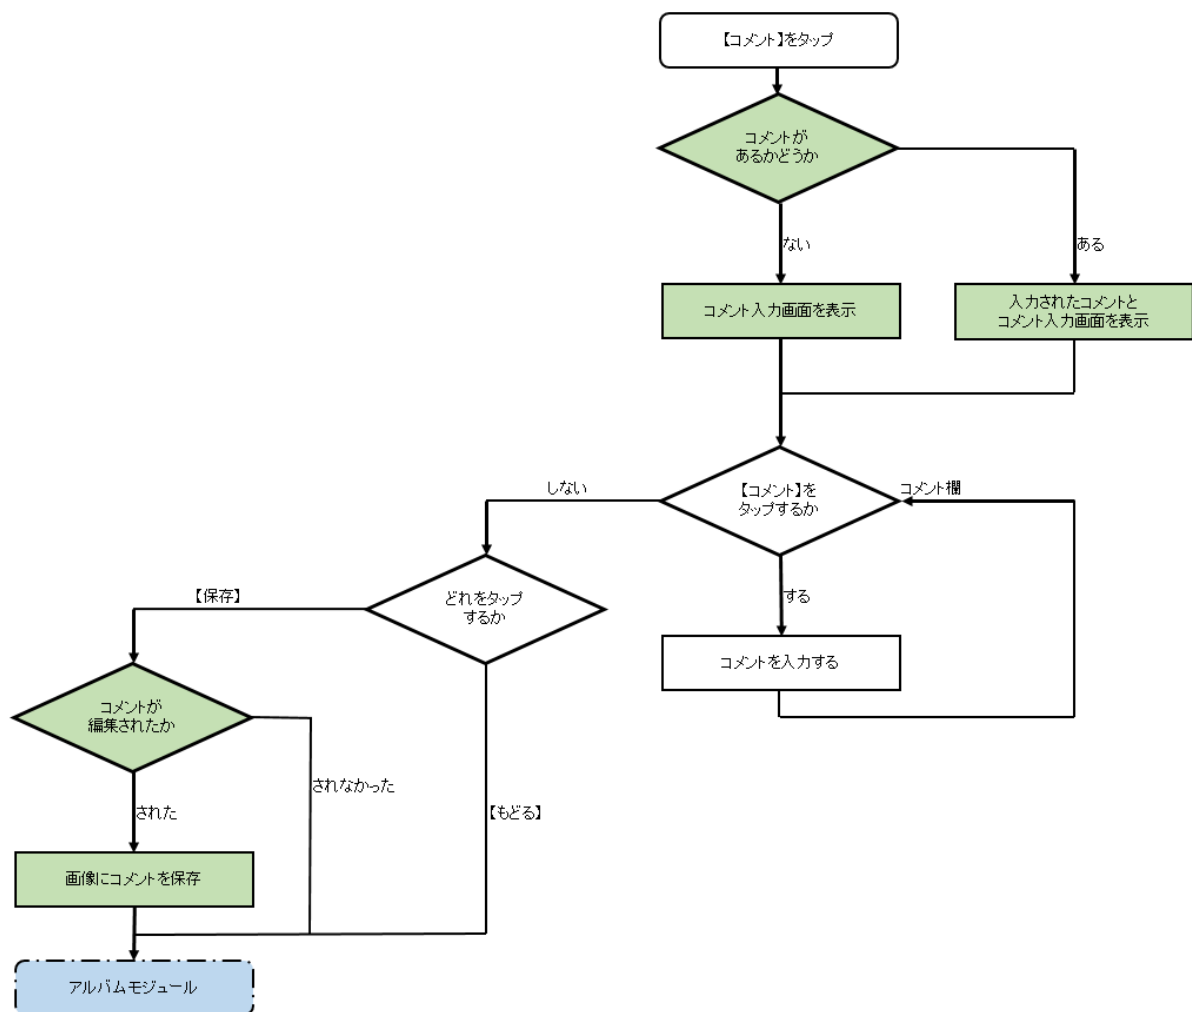 【コメント】をタップ
コメントが
あるかどうか
ない
ある
コメント入力画面を表示
入力されたコメントと
コメント入力画面を表示
しない
【コメント】を
タップするか
コメント欄
【保存】
どれをタップ
するか
する
コメントを入力する
コメントが
編集されたか
されなかった
された
【もどる】
画像にコメントを保存
アルバムモジュール